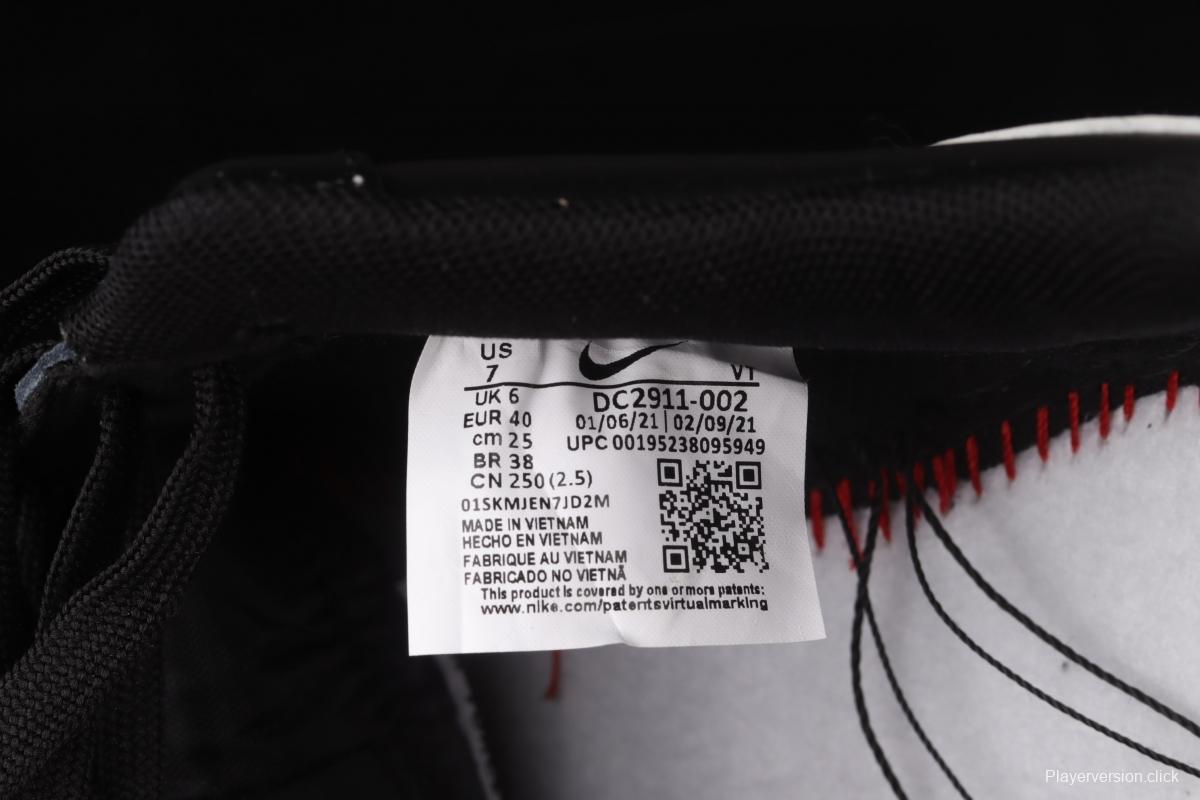 US
7 VT
UK 6
DC2911-002
EUR 40
01/06/21 | 02/09/21
cm 25
UPC 00195238095949
BR 38
CN 250 (2.5)
01SKMJEN7JD2M
MADE IN VIETNAM
HECHO EN VIETNAM
FABRIQUE AU VIETNAM
FABRICADO NO VIETNÃ
This product is covered by one or more patents:
www.nike.com/patentsvirtualmarking
Playerversion.click